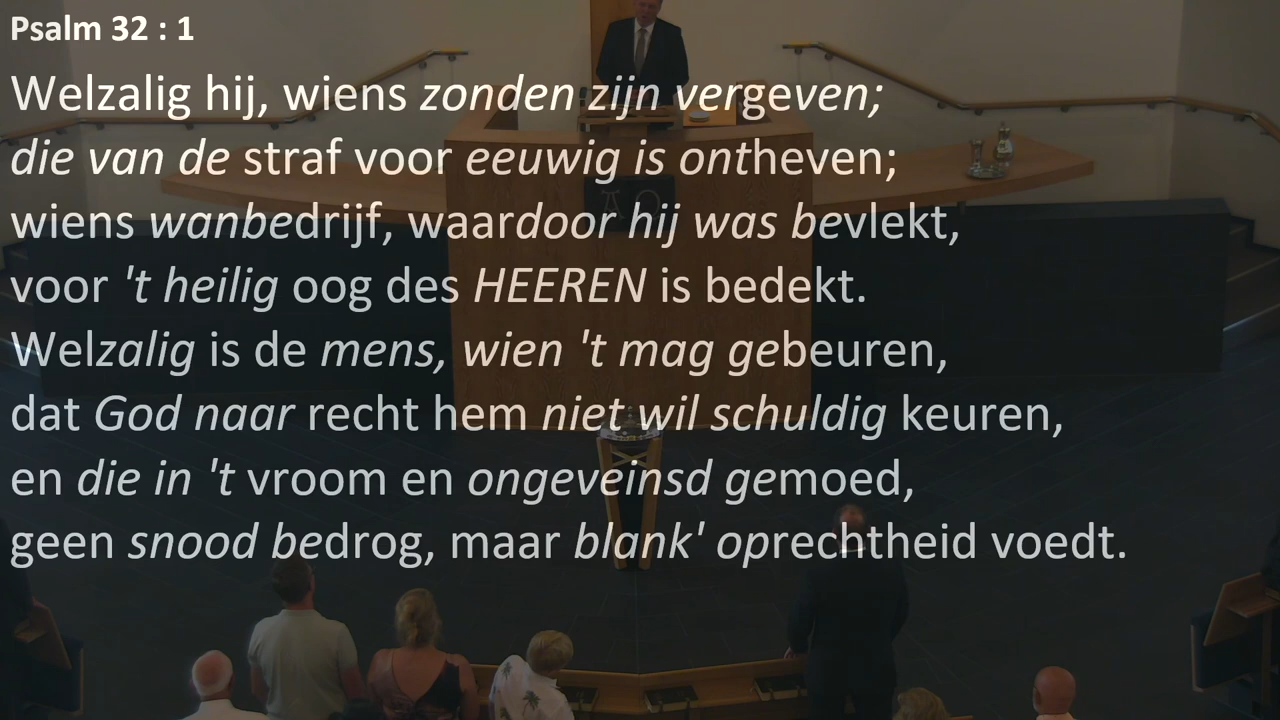 Psalm 32 : 1
Welzalig hij, wiens zonden zijn vergeven;
die van de straf voor eeuwig is ontheven;
wiens wanbedrijf, waardoor hij was bevlekt,
voor 't heilig oog des HEEREN is bedekt.
Welzalig is de mens, wien 't mag gebeuren,
dat God naar recht hem niet wil schuldig keuren,
en die in 't vroom en ongeveinsd gemoed,
geen snood bedrog, maar blank' oprechtheid voedt.